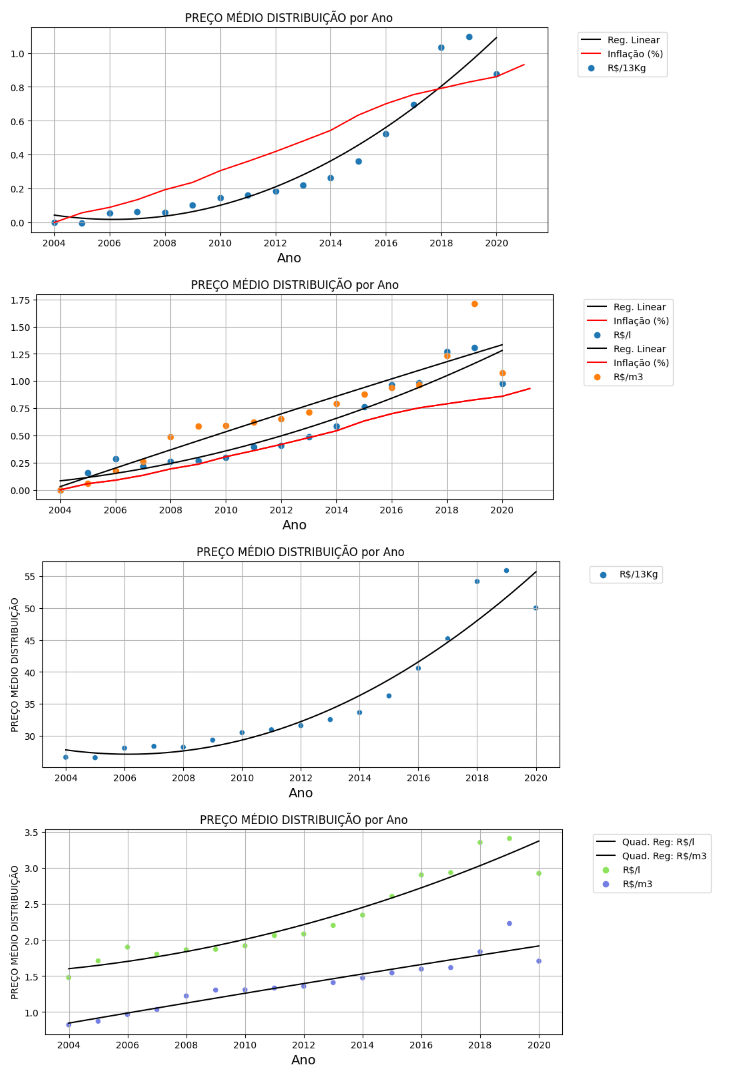 PREÇO MÉDIO DISTRIBUIÇÃO por Ano
1.0
0.8
0.6
0.4
0.2
0.0
2004 2006 2008 2010 2012 2014 2016 2018 2020
Ano
Reg. Linear
Inflação (%)
R$/13Kg
PREÇO MÉDIO DISTRIBUIÇÃO por Ano
1.75
1.50
1.25
1.00
0.75
0.50
0.25
0.00
2004 2006 2008 2010 2012 2014 2016 2018 2020
Ano
Reg. Linear
Inflação (%)
R$/l
Reg. Linear
Inflação (%)
R$/m3
PREÇO MÉDIO DISTRIBUIÇÃO por Ano
PREÇO MÉDIO DISTRIBUIÇÃO
55
50
45
40
35
30
2004 2006 2008 2010 2012 2014 2016 2018 2020
Ano
R$/13Kg
PREÇO MÉDIO DISTRIBUIÇÃO por Ano
PREÇO MÉDIO DISTRIBUIÇÃO
3.5
3.0
2.5
2.0
1.5
1.0
2004 2006 2008 2010 2012 2014 2016 2018 2020
Ano
Quad. Reg: R$/l
Quad. Reg: R$/m3
R$/l
R$/m3